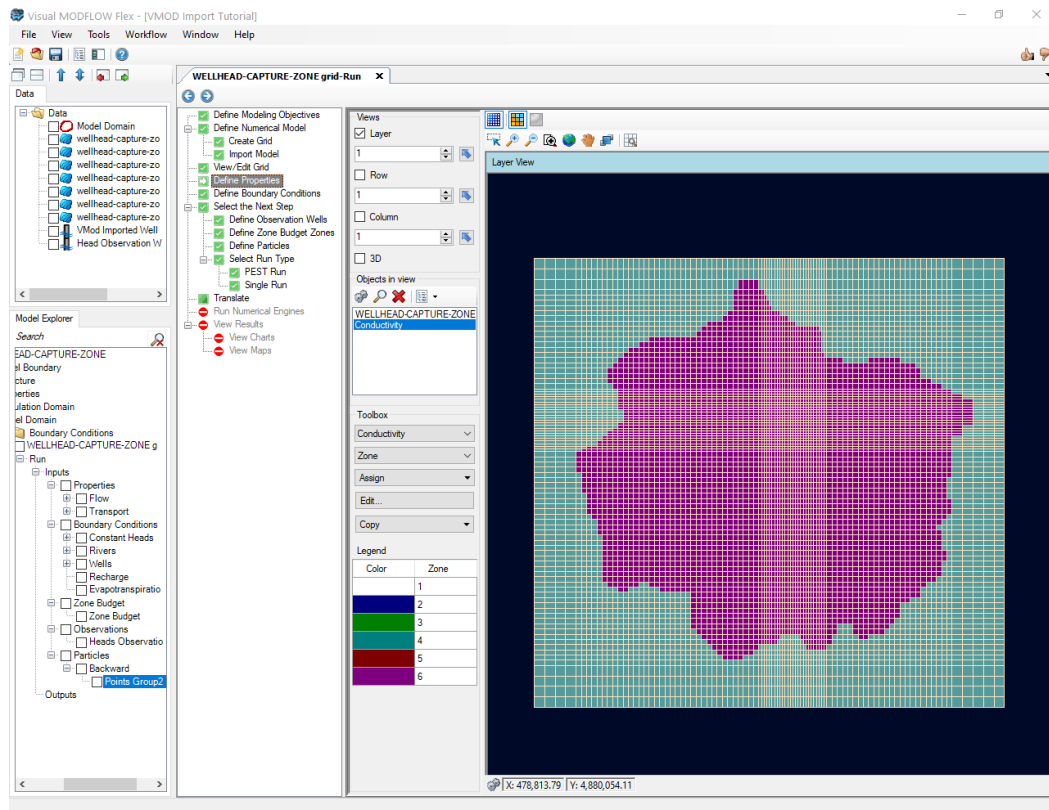 Visual MODFLOW Flex - [VMOD Import Tutorial]
File View Tools Workflow Window Help
Data
Data
Model Domain
wellhead-capture-zo
wellhead-capture-zo
wellhead-capture-zo
wellhead-capture-zo
wellhead-capture-zo
wellhead-capture-zo
wellhead-capture-zo
VMod Imported Well
Head Observation W
Model Explorer
Search
EAD-CAPTURE-ZONE
el Boundary
cture
erties
ulation Domain
el Domain
Boundary Conditions
WELLHEAD-CAPTURE-ZONE g
Run
Inputs
Properties
Flow
Transport
Boundary Conditions
Constant Heads
Rivers
Wells
Recharge
Evapotranspiratio
Zone Budget
Zone Budget
Observations
Heads Observatio
Particles
Backward
Points Group2
Outputs
WELLHEAD-CAPTURE-ZONE grid-Run X
Define Modeling Objectives
Define Numerical Model
Create Grid
Import Model
View/Edit Grid
Define Properties
Define Boundary Conditions
Select the Next Step
Define Observation Wells
Define Zone Budget Zones
Define Particles
Select Run Type
PEST Run
Single Run
Translate
Run Numerical Engines
View Results
View Charts
View Maps
Views
Layer
1
Row
1
Column
1
3D
Objects in view
WELLHEAD-CAPTURE-ZONE
Conductivity
Toolbox
Conductivity
Zone
Assign
Edit...
Copy
Legend
Color Zone
1
2
3
4
5
6
Layer View
X: 478,813.79 Y: 4,880,054.11